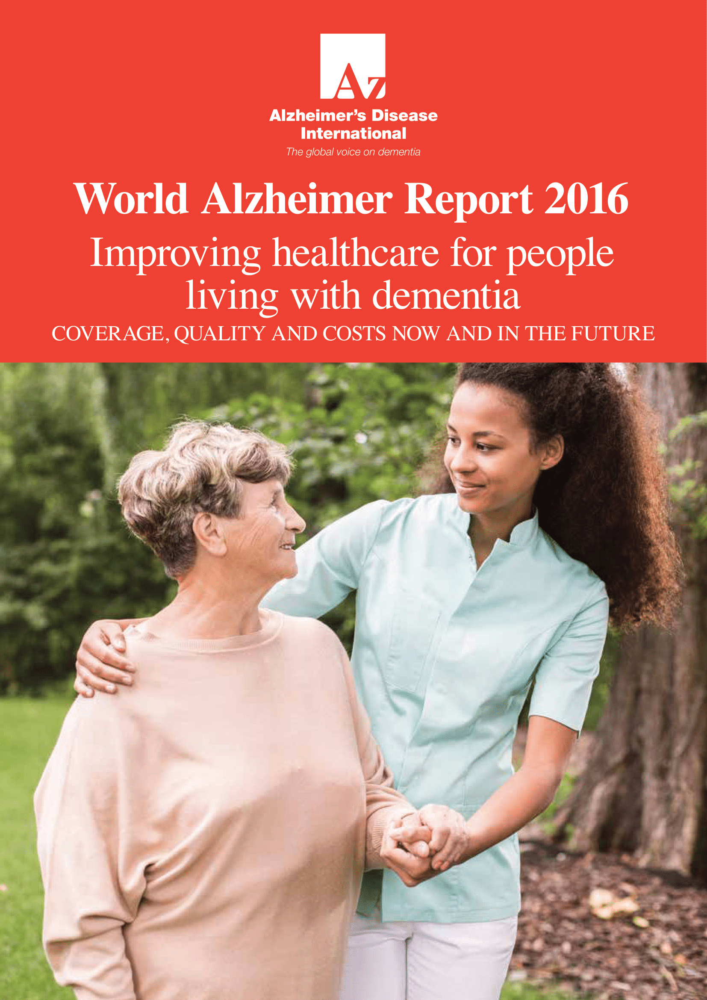 Az
Alzheimer’s Disease
International
The global voice on dementia
World Alzheimer Report 2016
Improving healthcare for people
living with dementia
COVERAGE, QUALITY AND COSTS NOW AND IN THE FUTURE